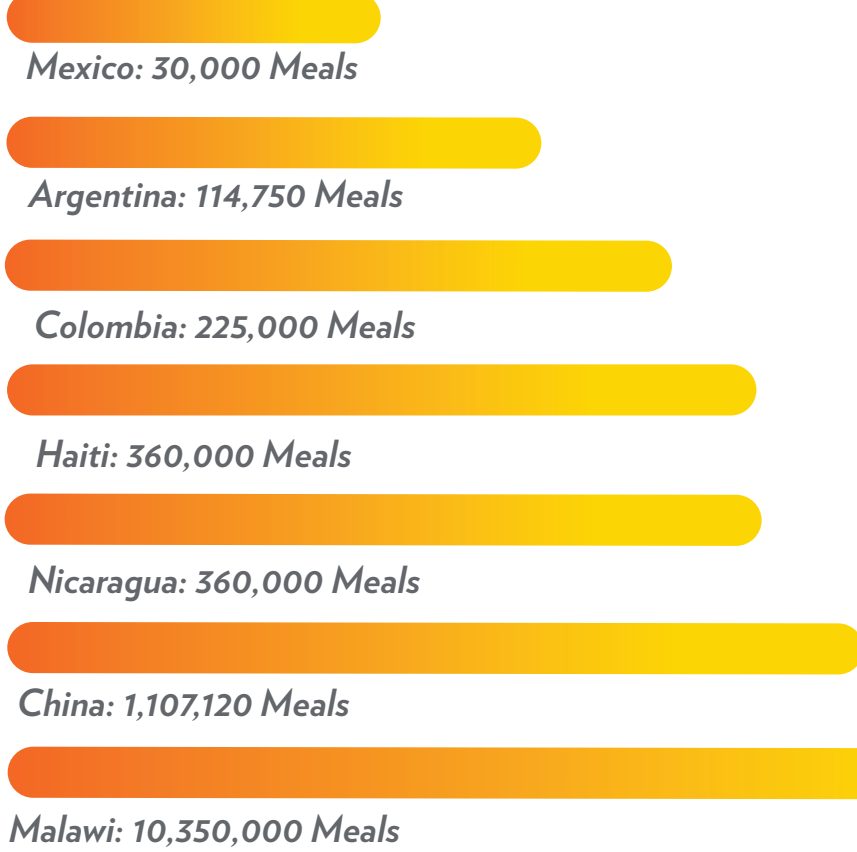 Mexico: 30,000 Meals
Argentina: 114,750 Meals
Colombia: 225,000 Meals
Haiti: 360,000 Meals
Nicaragua: 360,000 Meals
China: 1,107,120 Meals
Malawi: 10,350,000 Meals